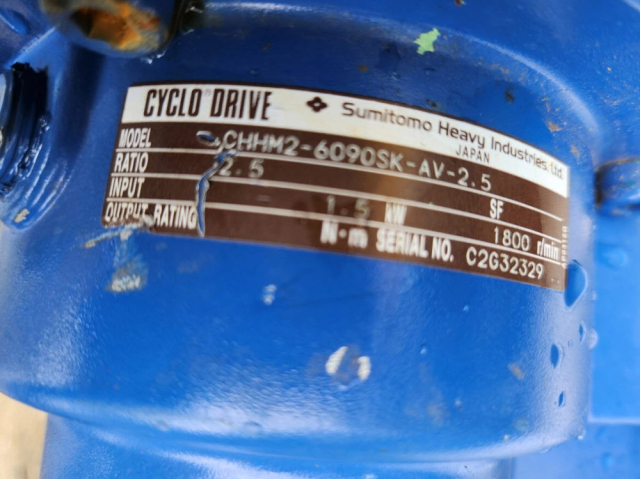 CYCLO® DRIVE Sumitomo Heavy Industries, Ltd.
JAPAN
MODEL CHHM2-6090SK-AV-2.5
RATIO 2.5
INPUT 1.5 kW SF
OUTPUT RATING 1800 r/min
N·m SERIAL NO. C2G32329